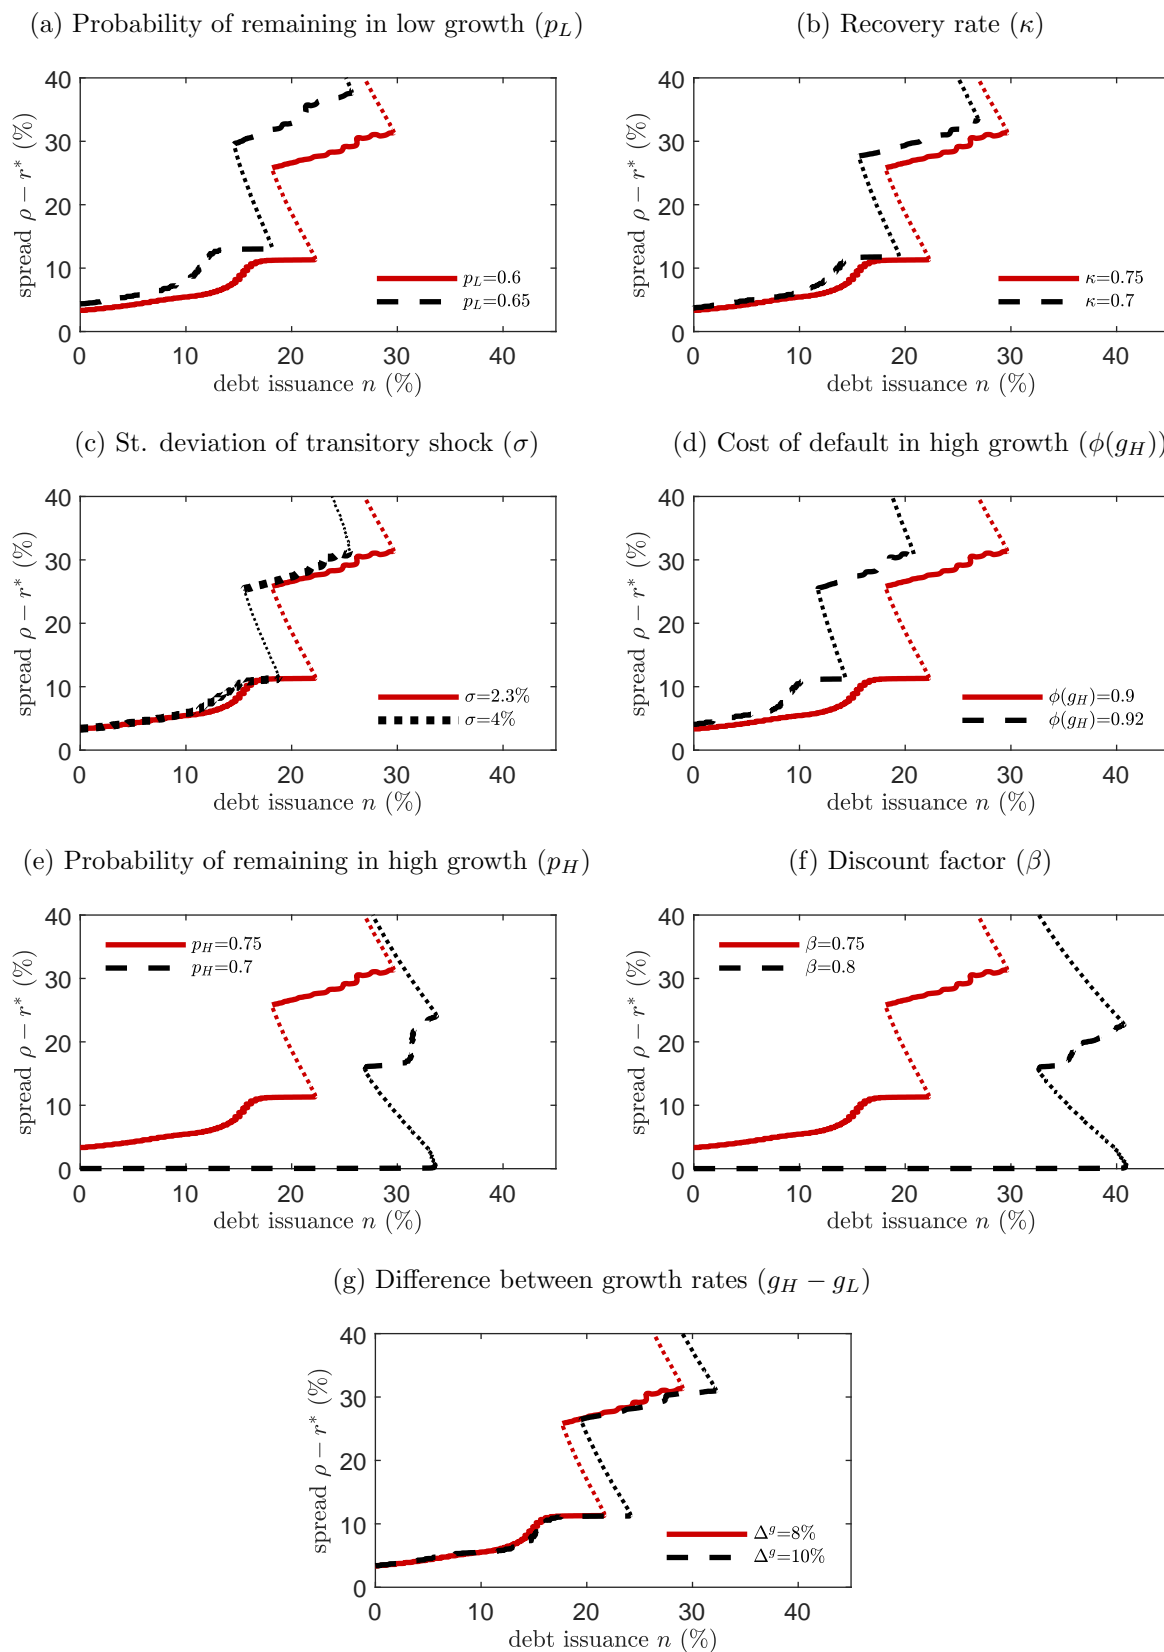 (a) Probability of remaining in low growth (p_L)
40
30
20
10
0
spread ρ − r* (%)
p_L=0.6
p_L=0.65
0 10 20 30 40
debt issuance n (%)
(b) Recovery rate (κ)
40
30
20
10
0
spread ρ − r* (%)
κ=0.75
κ=0.7
0 10 20 30 40
debt issuance n (%)
(c) St. deviation of transitory shock (σ)
40
30
20
10
0
spread ρ − r* (%)
σ=2.3%
σ=4%
0 10 20 30 40
debt issuance n (%)
(d) Cost of default in high growth (ϕ(g_H))
40
30
20
10
0
spread ρ − r* (%)
ϕ(g_H)=0.9
ϕ(g_H)=0.92
0 10 20 30 40
debt issuance n (%)
(e) Probability of remaining in high growth (p_H)
40
30
20
10
0
spread ρ − r* (%)
p_H=0.75
p_H=0.7
0 10 20 30 40
debt issuance n (%)
(f) Discount factor (β)
40
30
20
10
0
spread ρ − r* (%)
β=0.75
β=0.8
0 10 20 30 40
debt issuance n (%)
(g) Difference between growth rates (g_H − g_L)
40
30
20
10
0
spread ρ − r* (%)
Δ^g=8%
Δ^g=10%
0 10 20 30 40
debt issuance n (%)